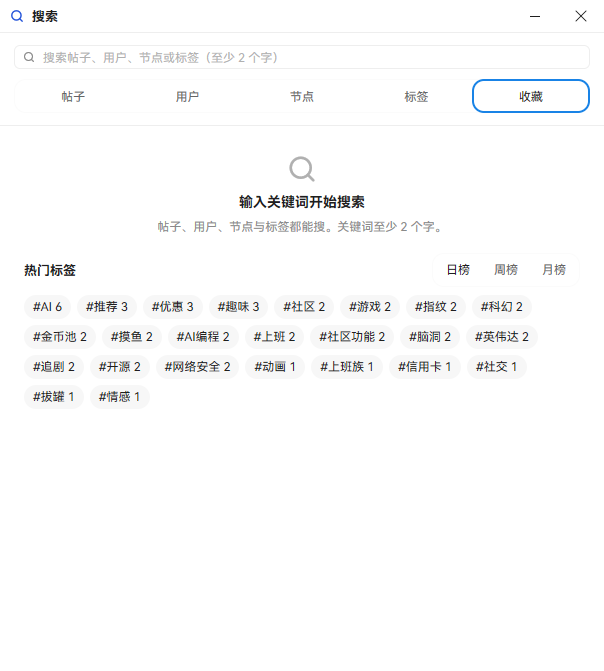 搜索
搜索帖子、用户、节点或标签（至少 2 个字）
帖子 用户 节点 标签 收藏
输入关键词开始搜索
帖子、用户、节点与标签都能搜。关键词至少 2 个字。
热门标签 日榜 周榜 月榜
#AI 6 #推荐 3 #优惠 3 #趣味 3 #社区 2 #游戏 2 #指纹 2 #科幻 2
#金币池 2 #摸鱼 2 #AI编程 2 #上班 2 #社区功能 2 #脑洞 2 #英伟达 2
#追剧 2 #开源 2 #网络安全 2 #动画 1 #上班族 1 #信用卡 1 #社交 1
#拔罐 1 #情感 1